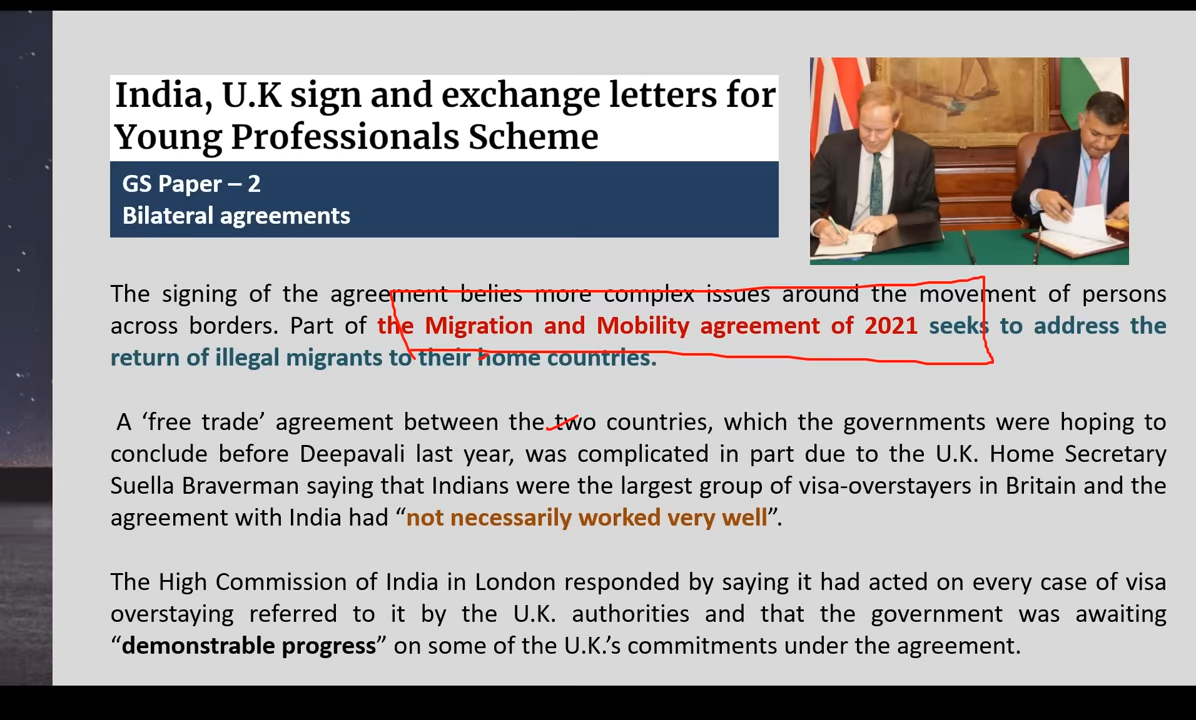 India, U.K sign and exchange letters for
Young Professionals Scheme
GS Paper – 2
Bilateral agreements
The signing of the agreement belies more complex issues around the movement of persons
across borders. Part of the Migration and Mobility agreement of 2021 seeks to address the
return of illegal migrants to their home countries.
A ‘free trade’ agreement between the two countries, which the governments were hoping to
conclude before Deepavali last year, was complicated in part due to the U.K. Home Secretary
Suella Braverman saying that Indians were the largest group of visa-overstayers in Britain and the
agreement with India had “not necessarily worked very well”.
The High Commission of India in London responded by saying it had acted on every case of visa
overstaying referred to it by the U.K. authorities and that the government was awaiting
“demonstrable progress” on some of the U.K.’s commitments under the agreement.